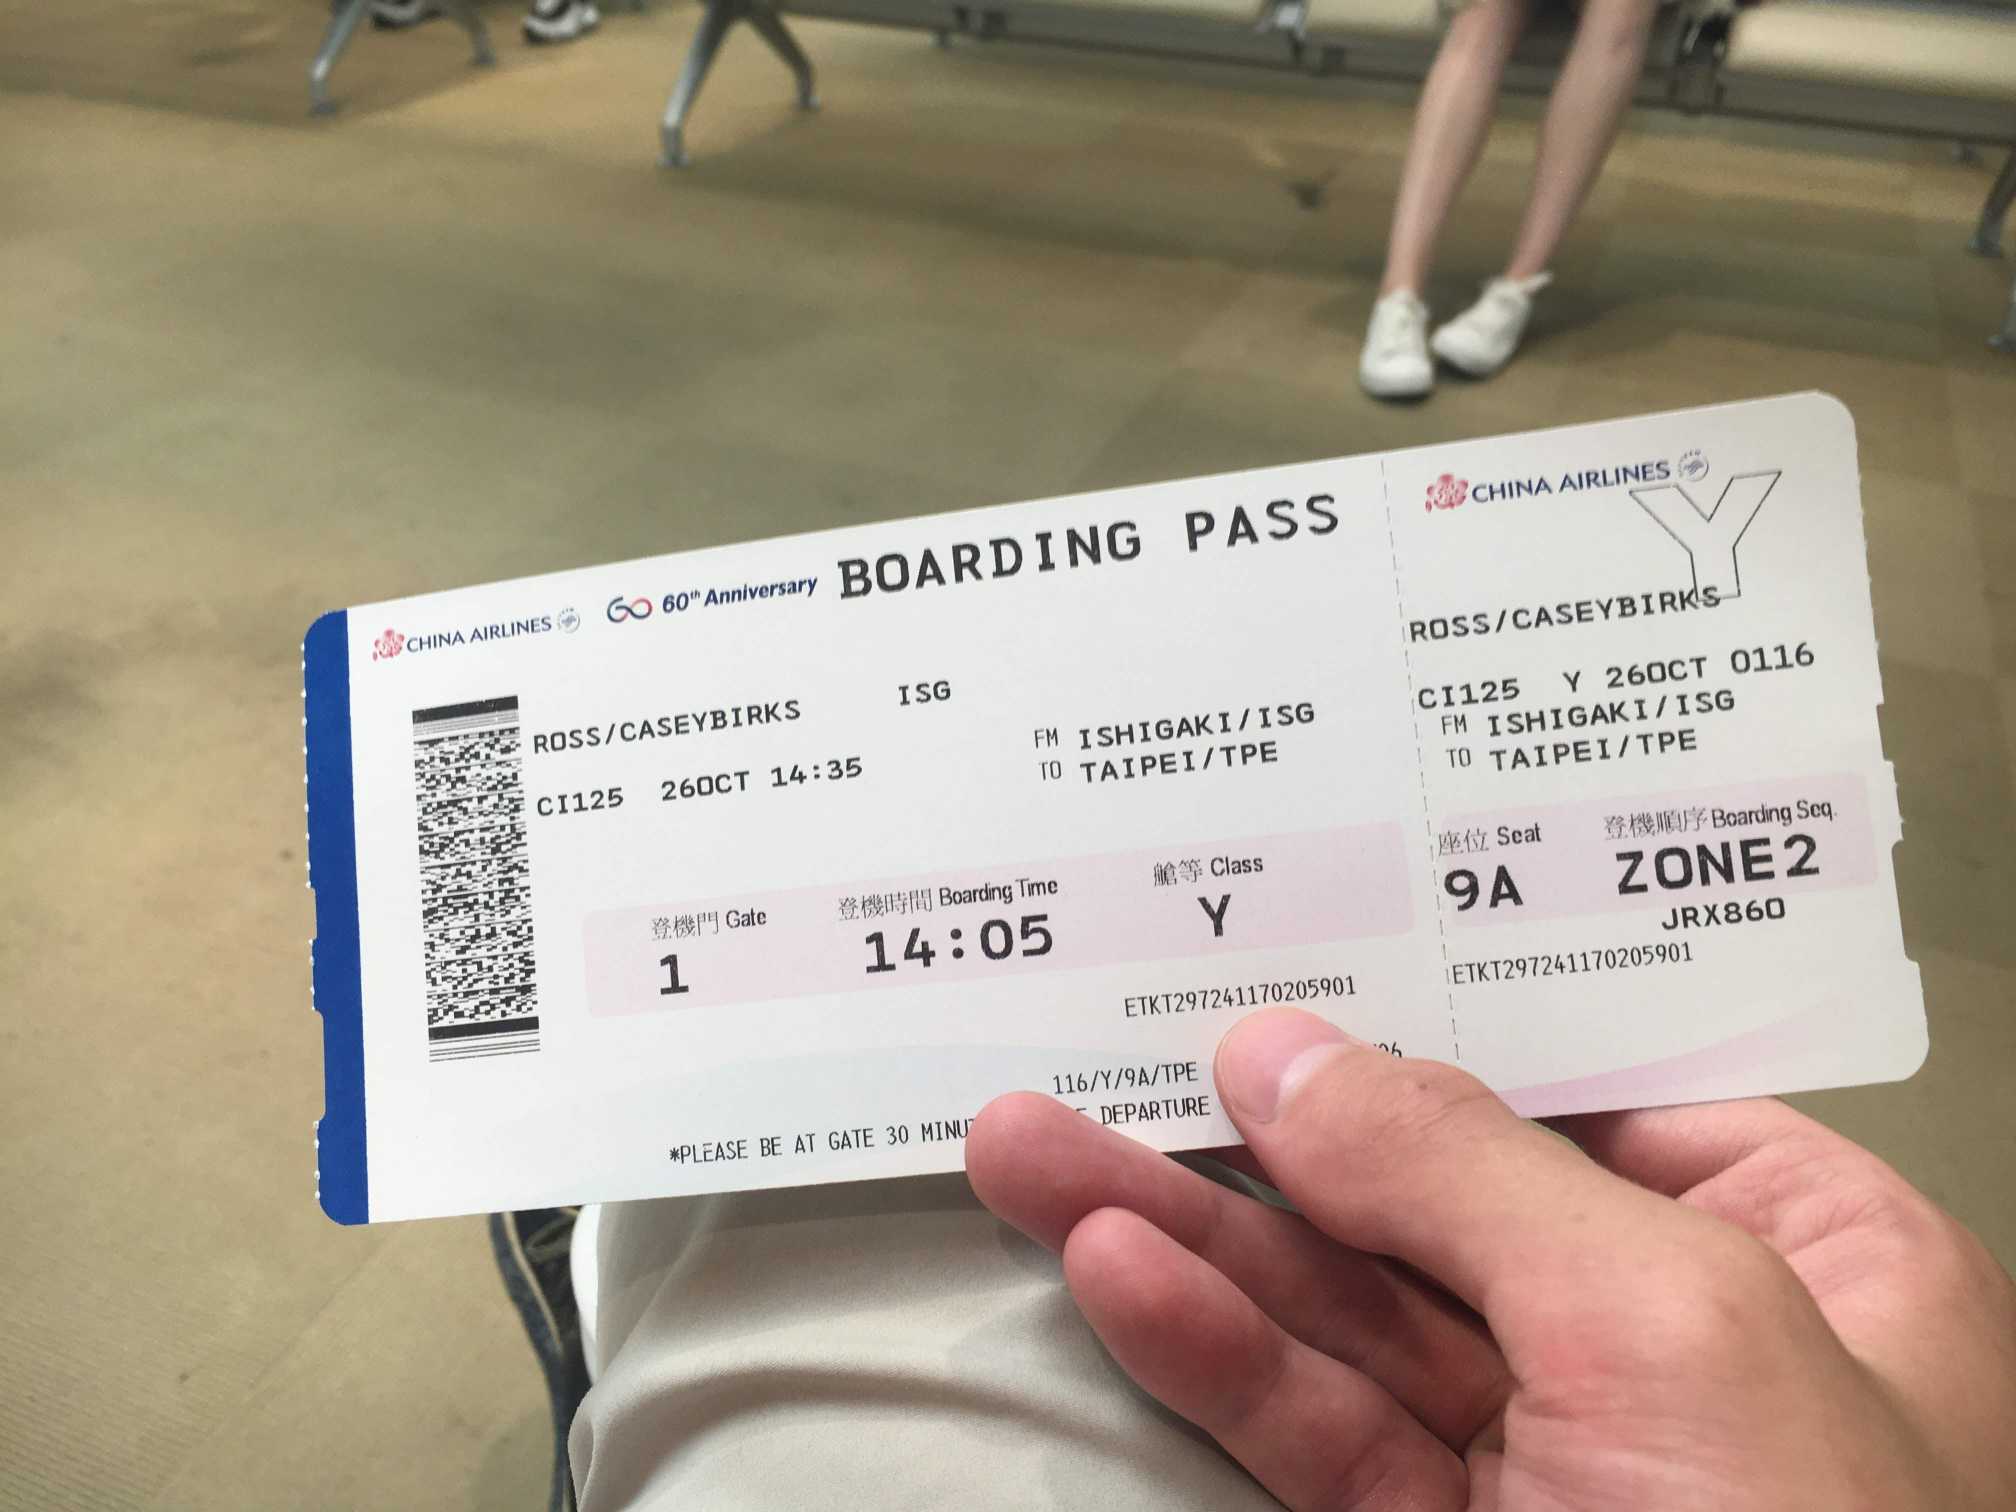 CHINA AIRLINES 60th Anniversary BOARDING PASS
ROSS/CASEYBIRKS ISG
CI125 26OCT 14:35
FM ISHIGAKI/ISG
TO TAIPEI/TPE
登機門 Gate 登機時間 Boarding Time 艙等 Class
1 14:05 Y
ETKT297241170205901
116/Y/9A/TPE
*PLEASE BE AT GATE 30 DEPARTURE
CHINA AIRLINES
Y
ROSS/CASEYBIRKS
CI125 Y 26OCT 0116
FM ISHIGAKI/ISG
TO TAIPEI/TPE
座位 Seat 登機順序 Boarding Seq.
9A ZONE2
JRX860
ETKT297241170205901